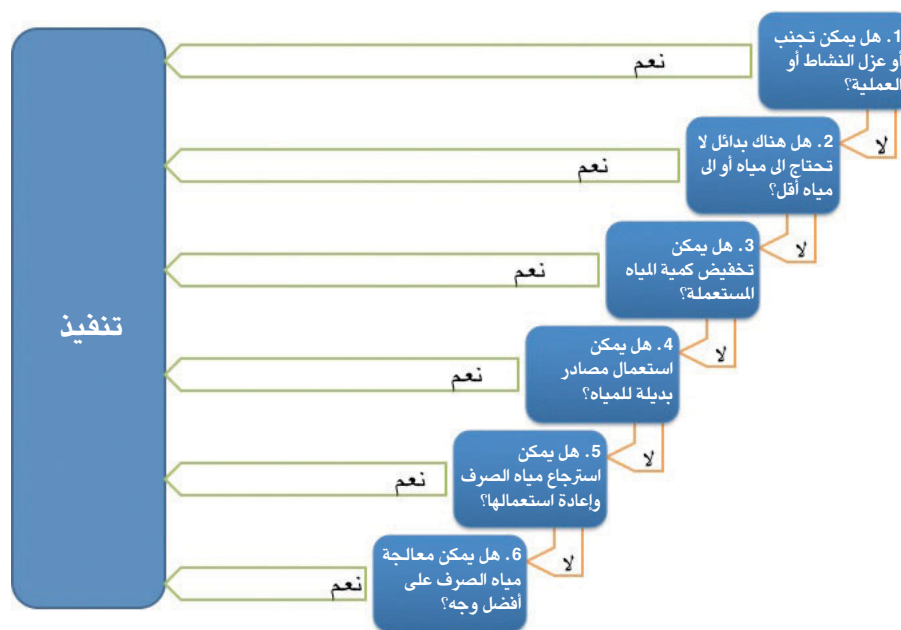 1. هل يمكن تجنب
أو عزل النشاط أو
العملية؟
نعم
لا
2. هل هناك بدائل لا
تحتاج الى مياه أو الى
مياه أقل؟
نعم
لا
3. هل يمكن
تخفيض كمية المياه
المستعملة؟
نعم
لا
4. هل يمكن
استعمال مصادر
بديلة للمياه؟
نعم
لا
5. هل يمكن
استرجاع مياه الصرف
وإعادة استعمالها؟
نعم
لا
6. هل يمكن معالجة
مياه الصرف على
أفضل وجه؟
نعم
تنفيذ